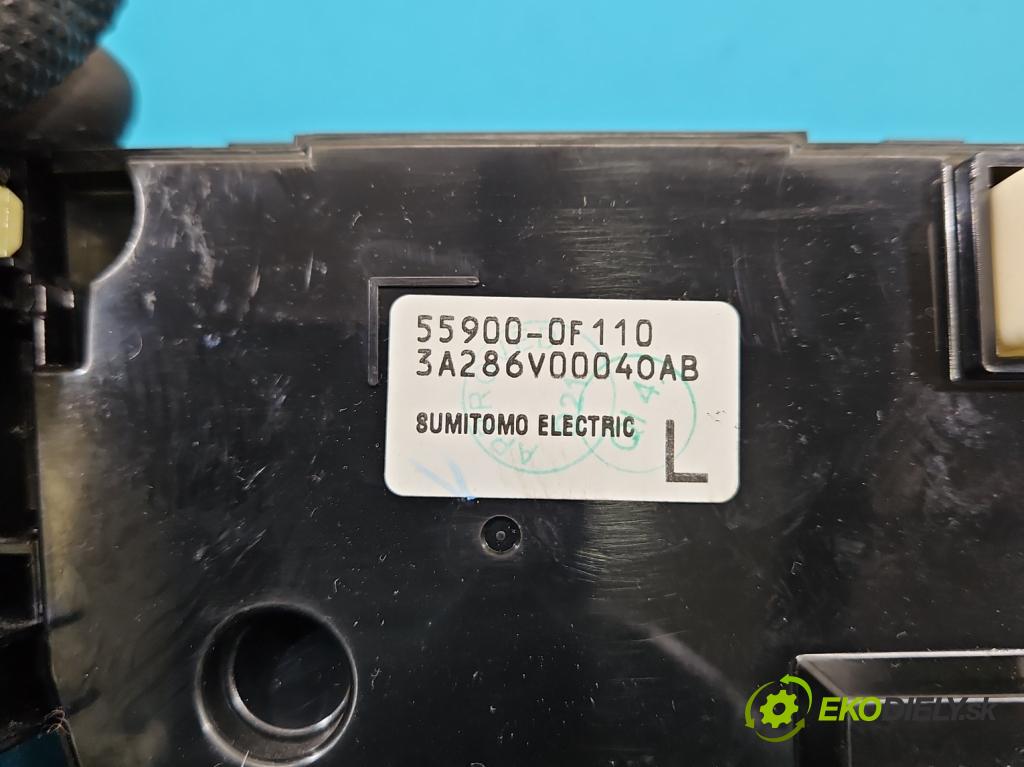 55900-0F110
3A286V00040AB
SUMITOMO ELECTRIC
L
EKODIELY.SK